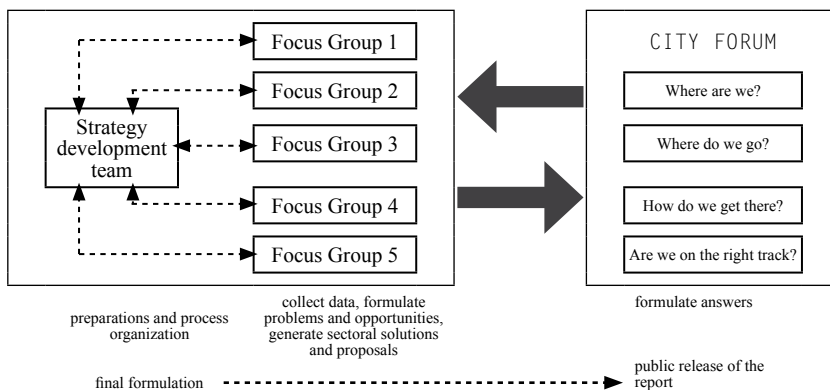 Focus Group 1
Focus Group 2
Focus Group 3
Focus Group 4
Focus Group 5
Strategy
development
team
CITY FORUM
Where are we?
Where do we go?
How do we get there?
Are we on the right track?
preparations and process
organization
collect data, formulate
problems and opportunities,
generate sectoral solutions
and proposals
formulate answers
final formulation
public release of the
report